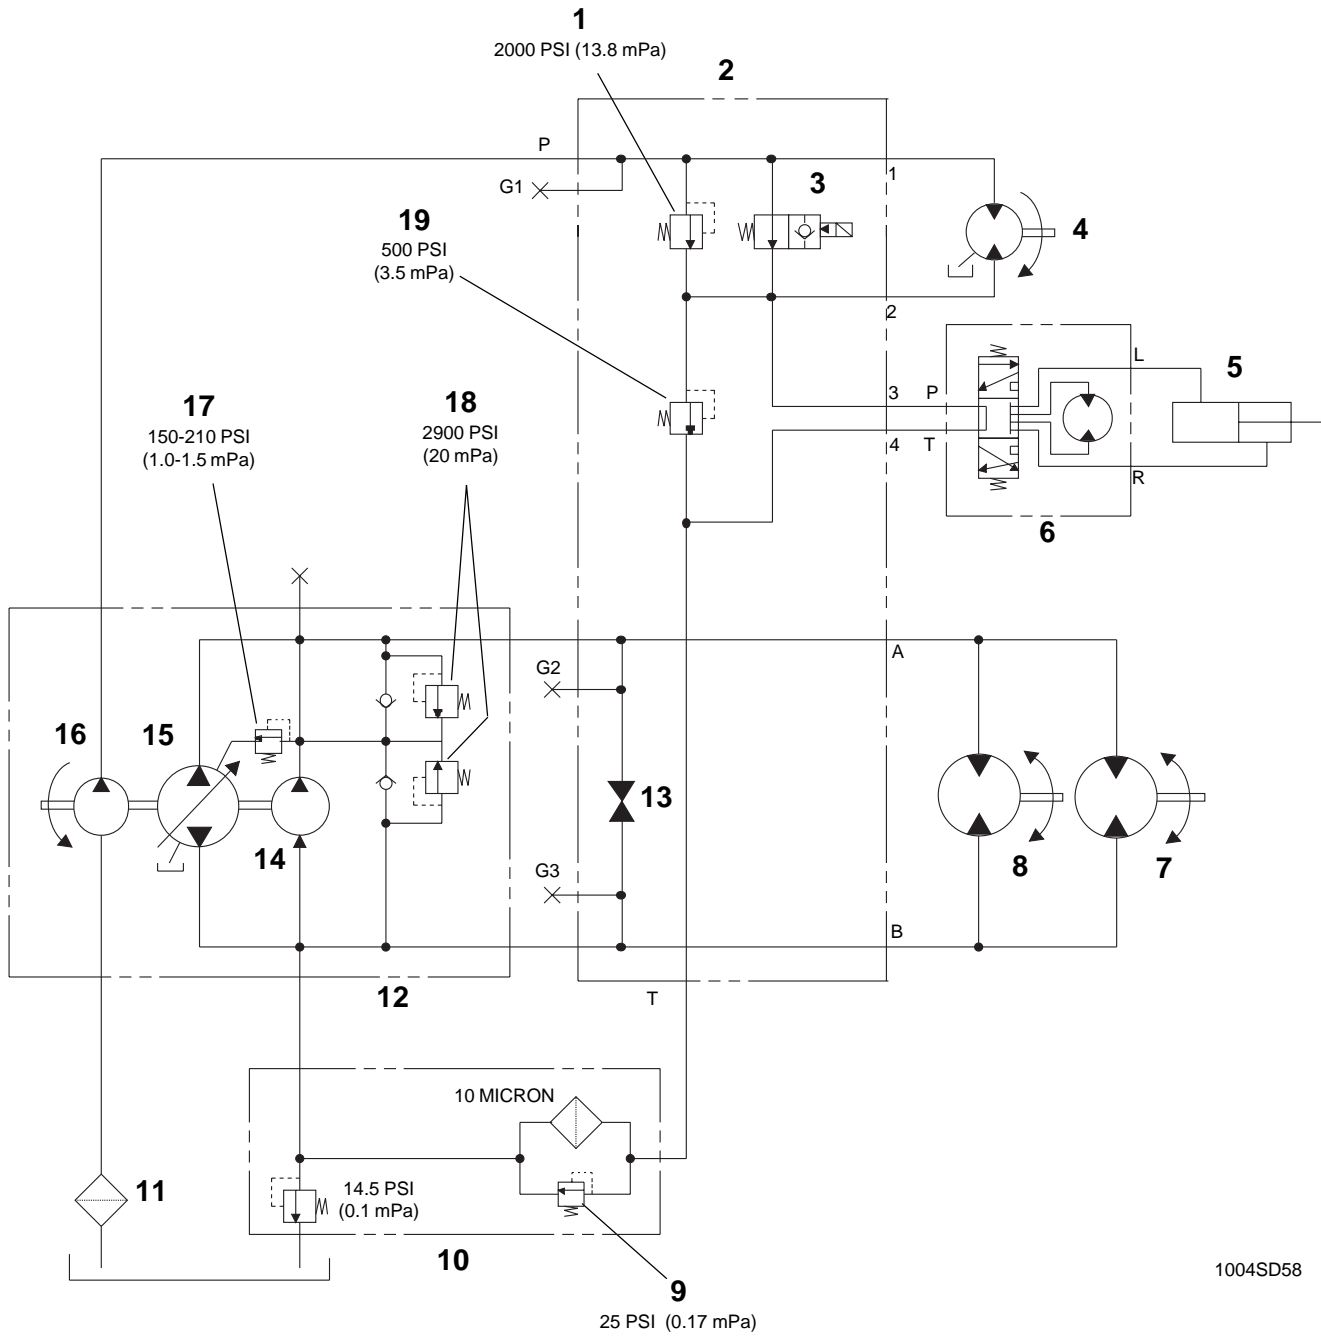 1
2000 PSI (13.8 mPa)
2
P
1
G1
3
19
500 PSI
(3.5 mPa)
4
2
L
3
P
5
17
150-210 PSI
(1.0-1.5 mPa)
18
2900 PSI
(20 mPa)
4
T
R
6
A
G2
16
15
13
14
8
7
G3
B
12
T
10 MICRON
11
14.5 PSI
(0.1 mPa)
10
9
25 PSI (0.17 mPa)
1004SD58